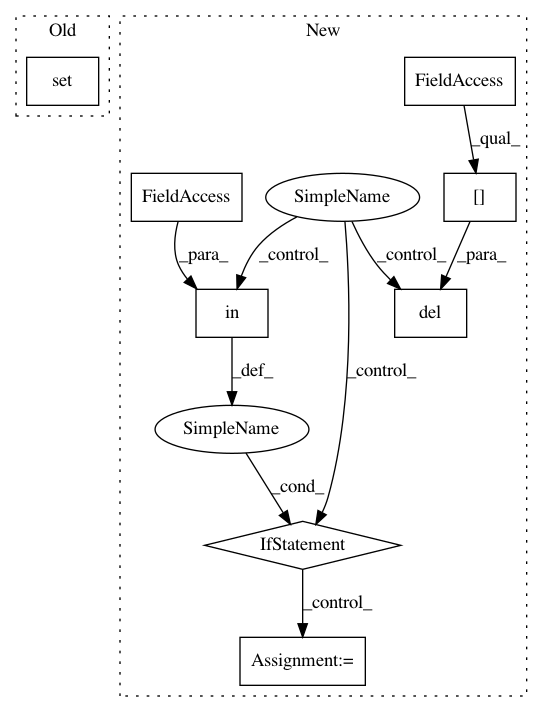 Old
New
set
FieldAccess
_qual_
FieldAccess
SimpleName
[]
_para_
_control_
_control_
_para_
in
del
_def_
_control_
SimpleName
_cond_
IfStatement
_control_
Assignment:=